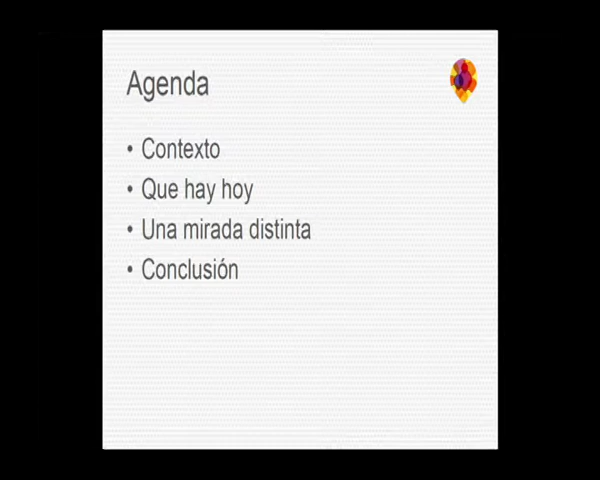 Agenda
• Contexto
• Que hay hoy
• Una mirada distinta
• Conclusión